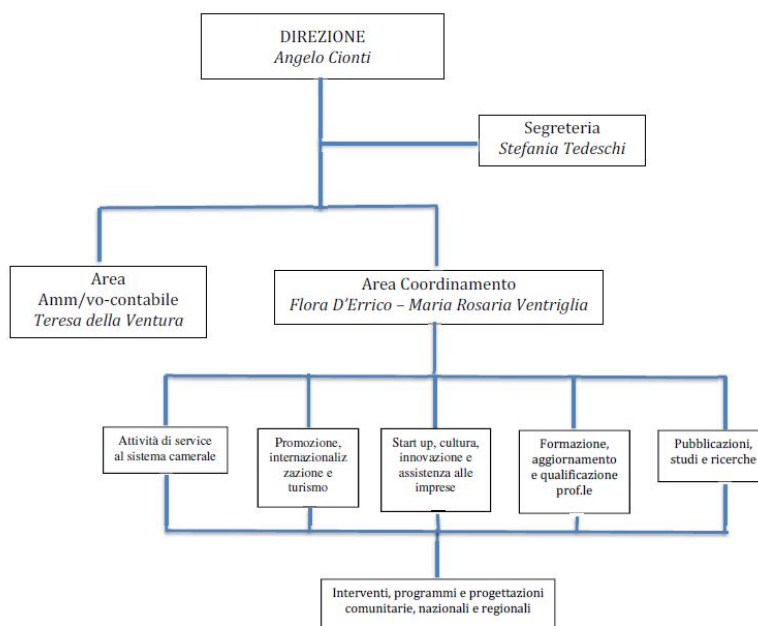 DIREZIONE
Angelo Cionti
Segreteria
Stefania Tedeschi
Area
Amm/vo-contabile
Teresa della Ventura
Area Coordinamento
Flora D'Errico – Maria Rosaria Ventriglia
Attività di service
al sistema camerale
Promozione,
internazionaliz
zazione e
turismo
Start up, cultura,
innovazione e
assistenza alle
imprese
Formazione,
aggiornamento
e qualificazione
prof.le
Pubblicazioni,
studi e ricerche
Interventi, programmi e progettazioni
comunitarie, nazionali e regionali